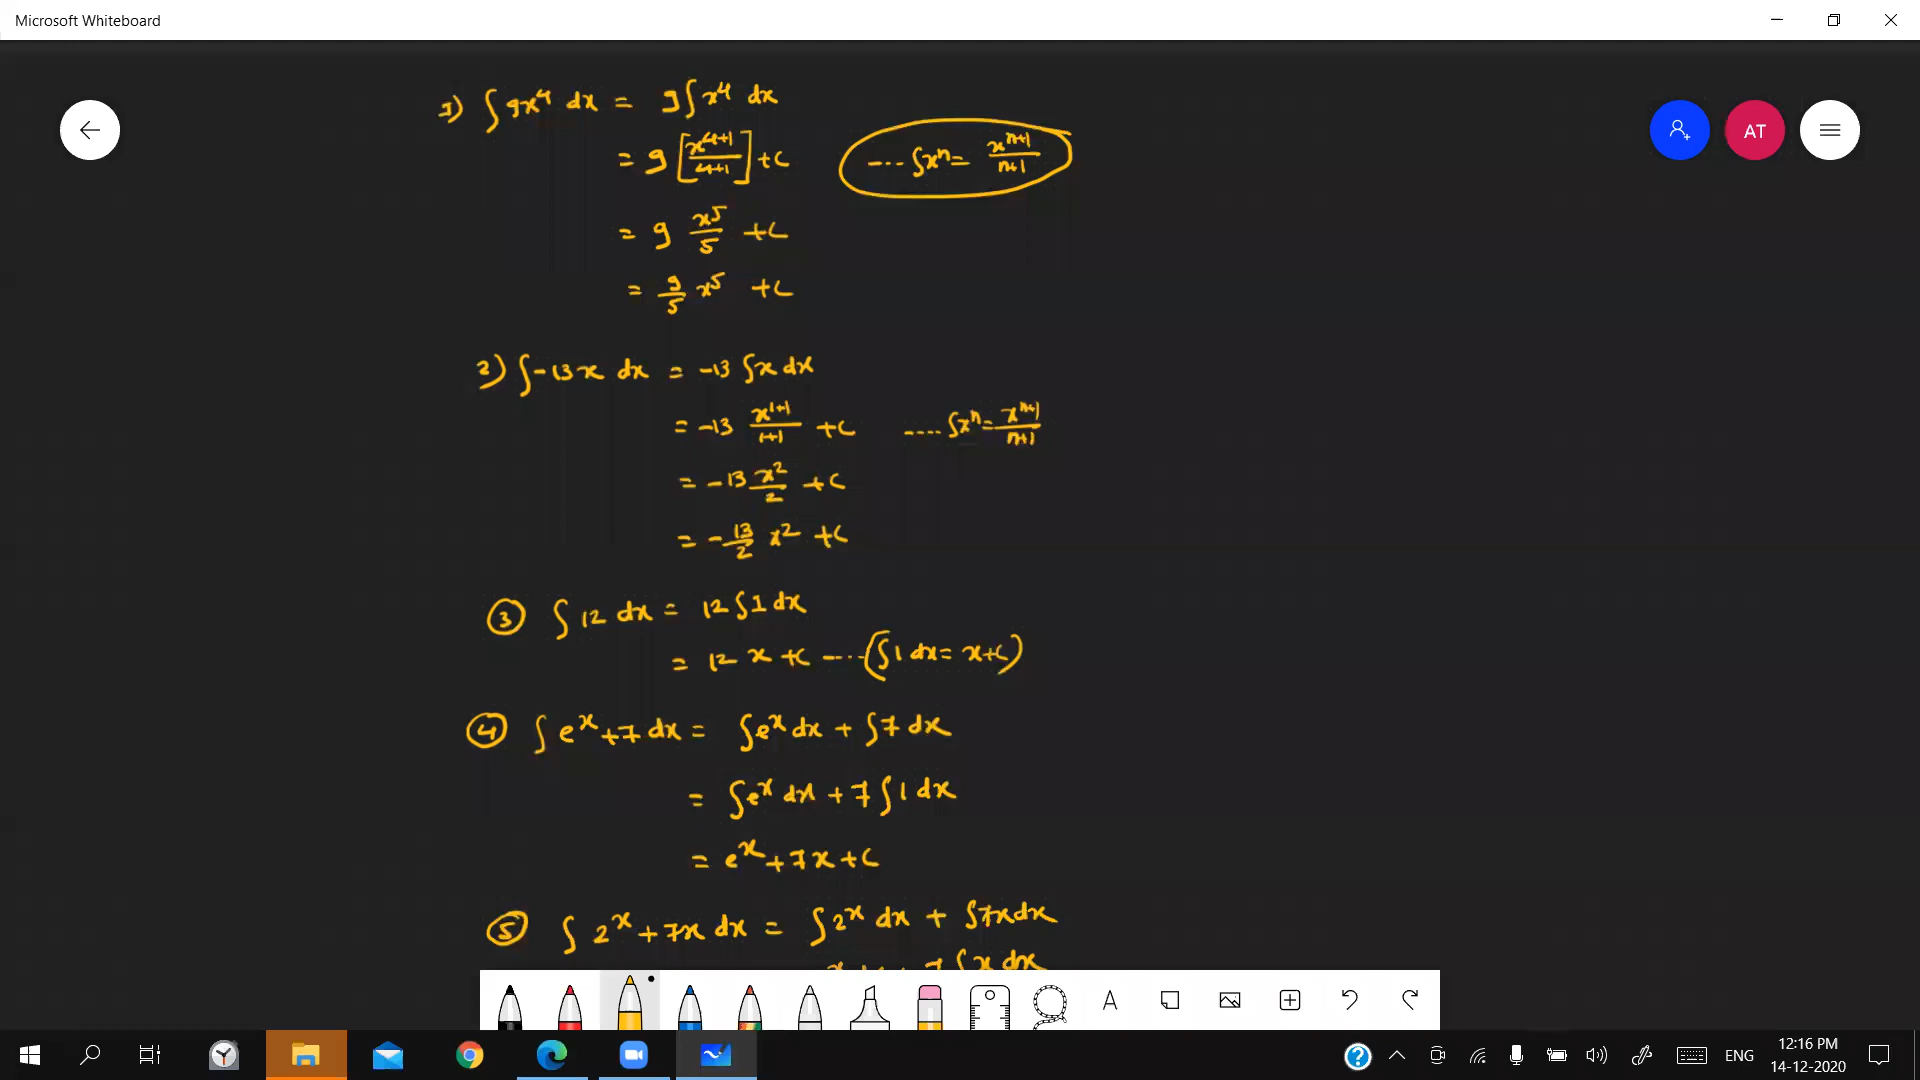 Microsoft Whiteboard
AT
1) ∫9x⁴ dx = 9∫x⁴ dx
= 9 [x⁴⁺¹/4+1] + c .... ∫xⁿ = xⁿ⁺¹/n+1
= 9 x⁵/5 + c
= 9/5 x⁵ + c
2) ∫-13x dx = -13 ∫x dx
= -13 x¹⁺¹/1+1 + c .... ∫xⁿ = xⁿ⁺¹/n+1
= -13 x²/2 + c
= -13/2 x² + c
③ ∫12 dx = 12∫1 dx
= 12 x + c ....(∫1 dx = x+c)
④ ∫eˣ+7 dx = ∫eˣ dx + ∫7 dx
= ∫eˣ dx + 7∫1 dx
= eˣ + 7x + c
⑤ ∫2ˣ + 7x dx = ∫2ˣ dx + ∫7x dx
7 ∫x dx
A
ENG
12:16 PM
14-12-2020